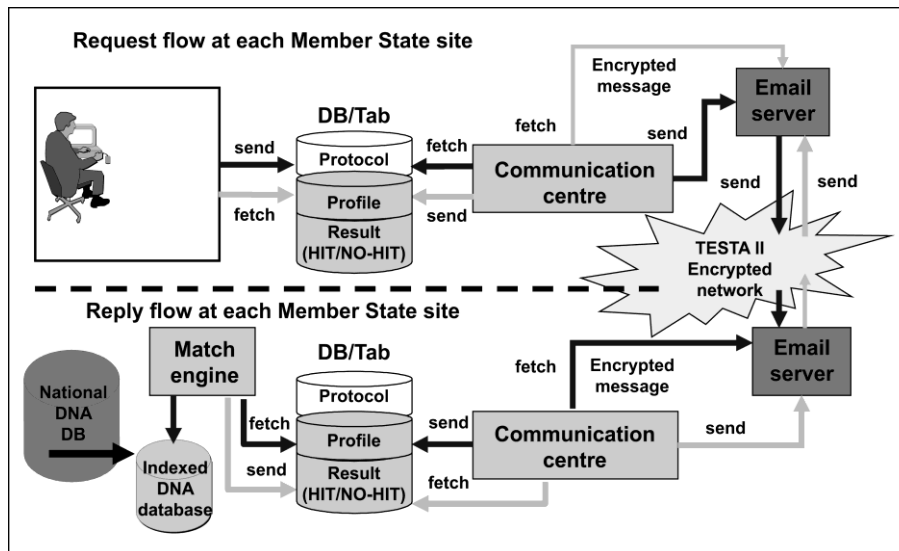 Request flow at each Member State site
Encrypted
message
Email
server
DB/Tab
fetch
send
send
Protocol
fetch
Communication
centre
Profile
fetch
send
send
send
Result
(HIT/NO-HIT)
TESTA II
Encrypted
network
Reply flow at each Member State site
Match
engine
DB/Tab
fetch
Encrypted
message
Email
server
National
DNA
DB
Protocol
fetch
send
Profile
Communication
centre
send
send
Indexed
DNA
database
Result
(HIT/NO-HIT)
fetch